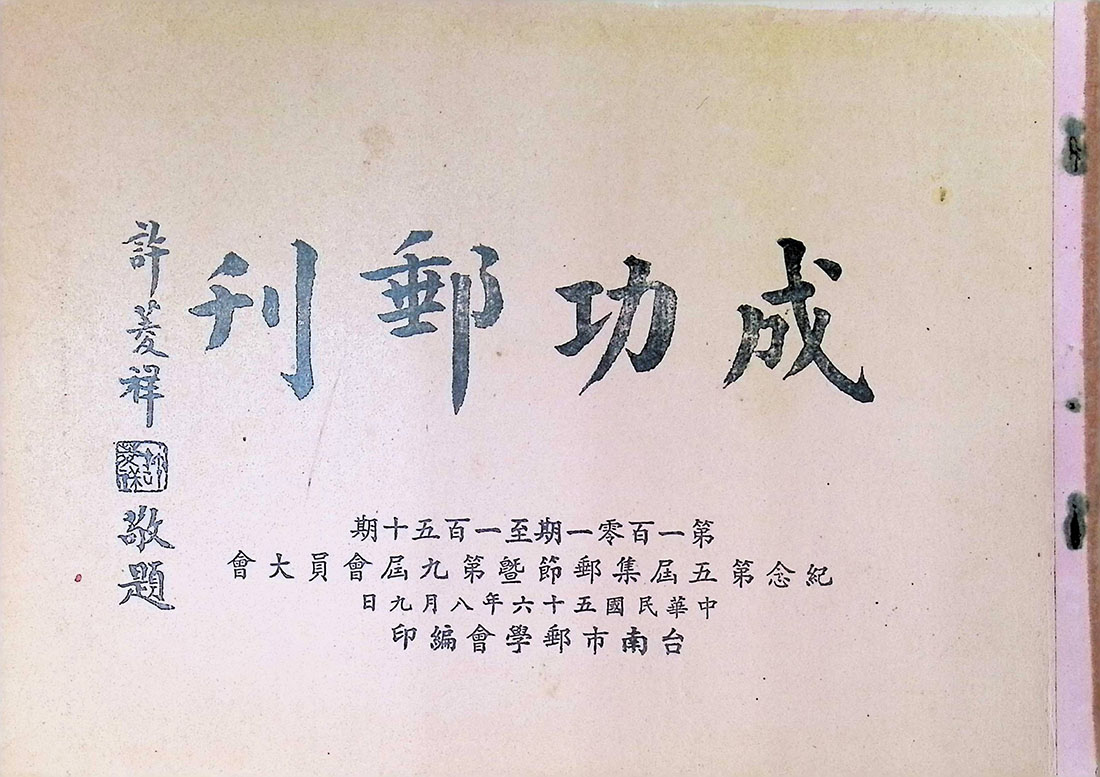 成功郵刊
許菱祥
敬題
第一百零一期至一百五十期
紀念第五屆集郵節暨第九屆會員大會
中華民國五十六年八月九日
台南市郵學會編印